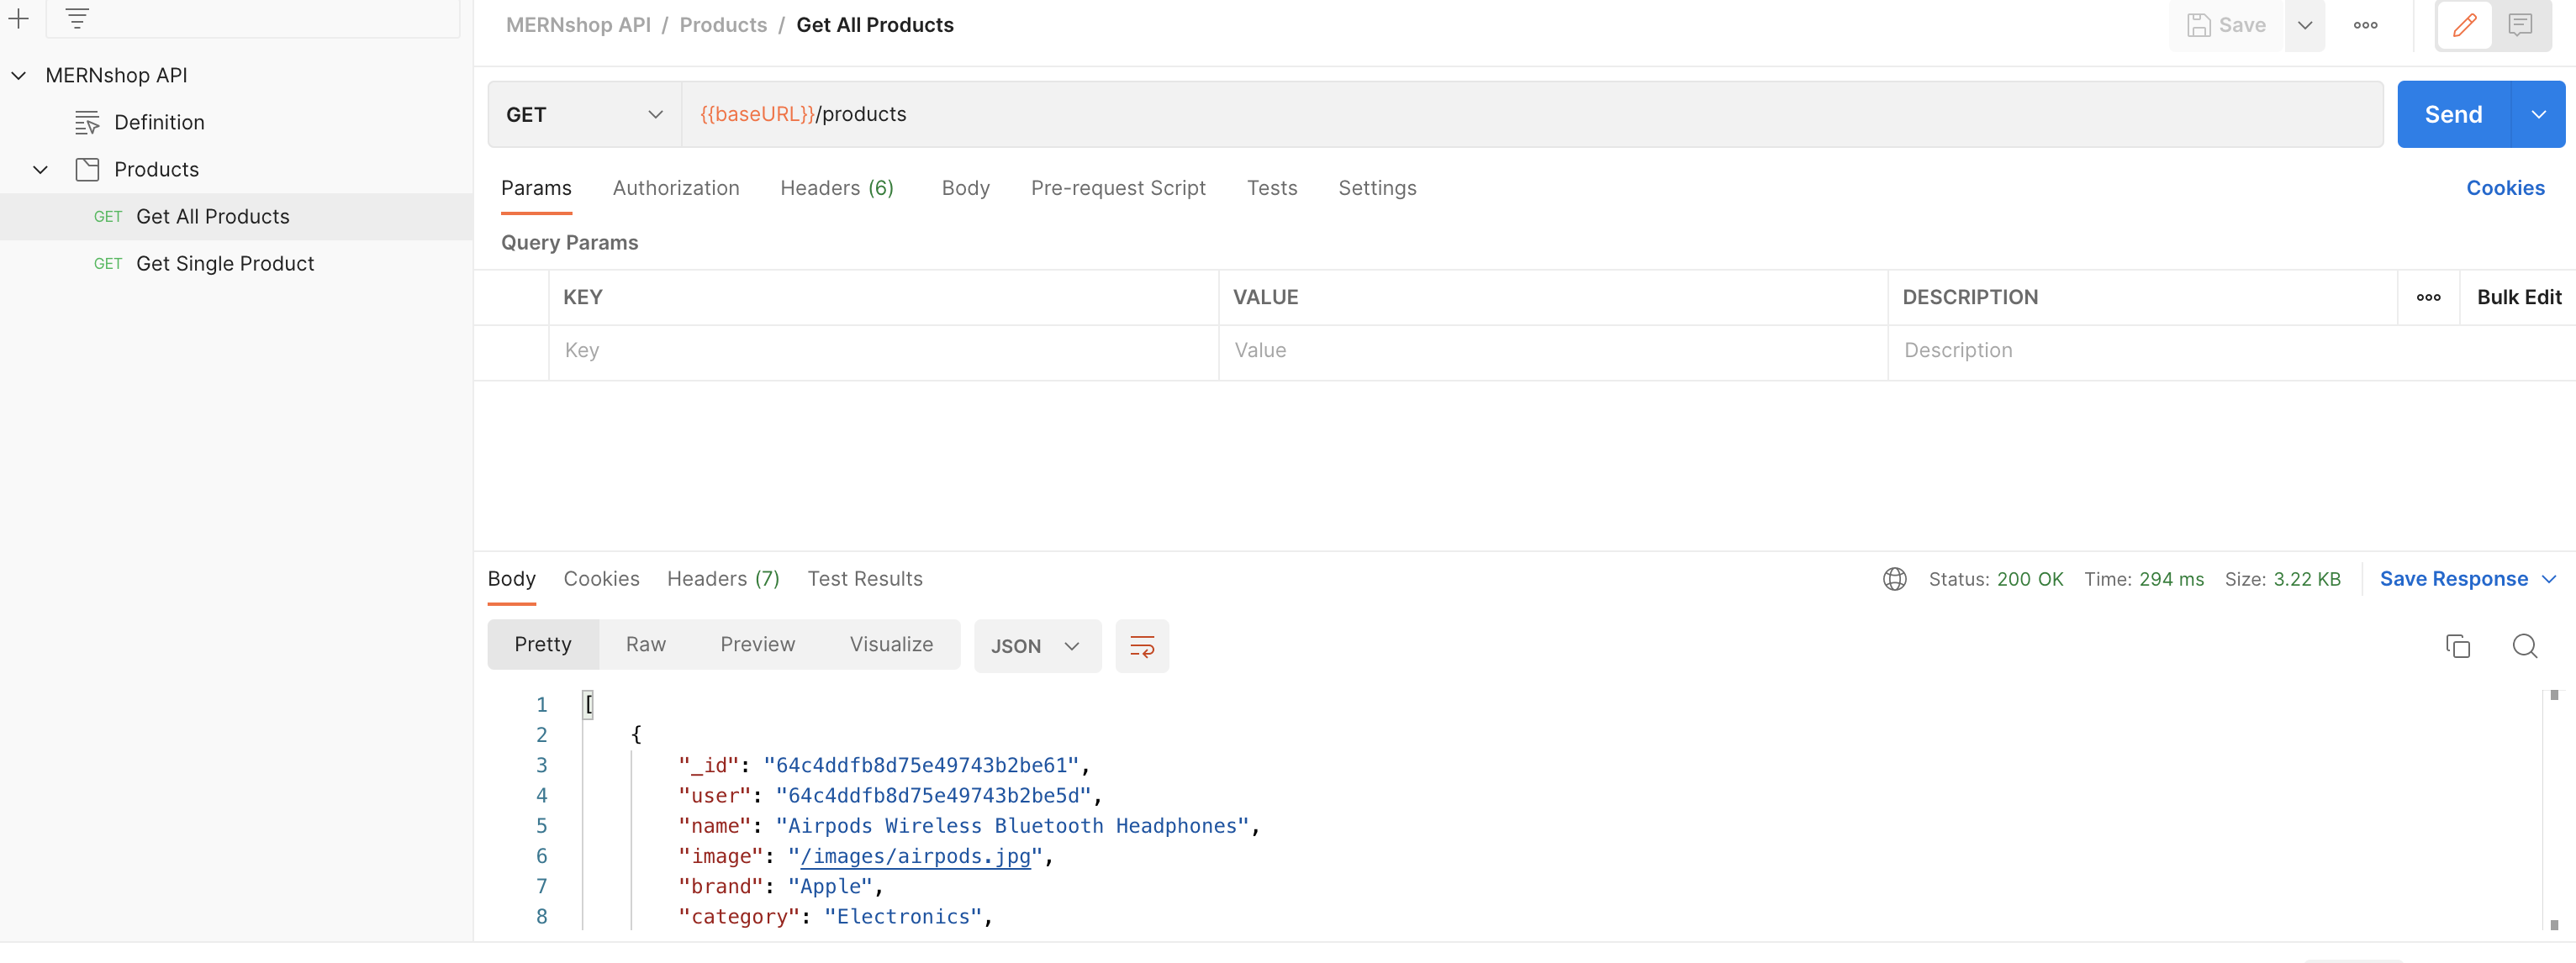 MERNshop API
Definition
Products
GET Get All Products
GET Get Single Product
MERNshop API / Products / Get All Products
Save
GET {{baseURL}}/products Send
Params Authorization Headers (6) Body Pre-request Script Tests Settings Cookies
Query Params
KEY VALUE DESCRIPTION Bulk Edit
Key Value Description
Body Cookies Headers (7) Test Results Status: 200 OK Time: 294 ms Size: 3.22 KB Save Response
Pretty Raw Preview Visualize JSON
1 [
2 {
3 "_id": "64c4ddfb8d75e49743b2be61",
4 "user": "64c4ddfb8d75e49743b2be5d",
5 "name": "Airpods Wireless Bluetooth Headphones",
6 "image": "/images/airpods.jpg",
7 "brand": "Apple",
8 "category": "Electronics",